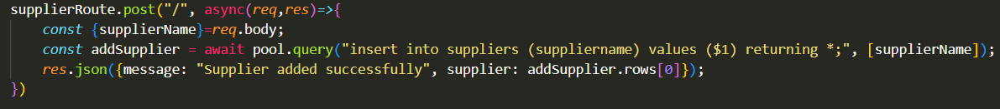 supplierRoute.post("/", async(req,res)=>{
    const {supplierName}=req.body;
    const addSupplier = await pool.query("insert into suppliers (suppliername) values ($1) returning *;", [supplierName]);
    res.json({message: "Supplier added successfully", supplier: addSupplier.rows[0]});
})